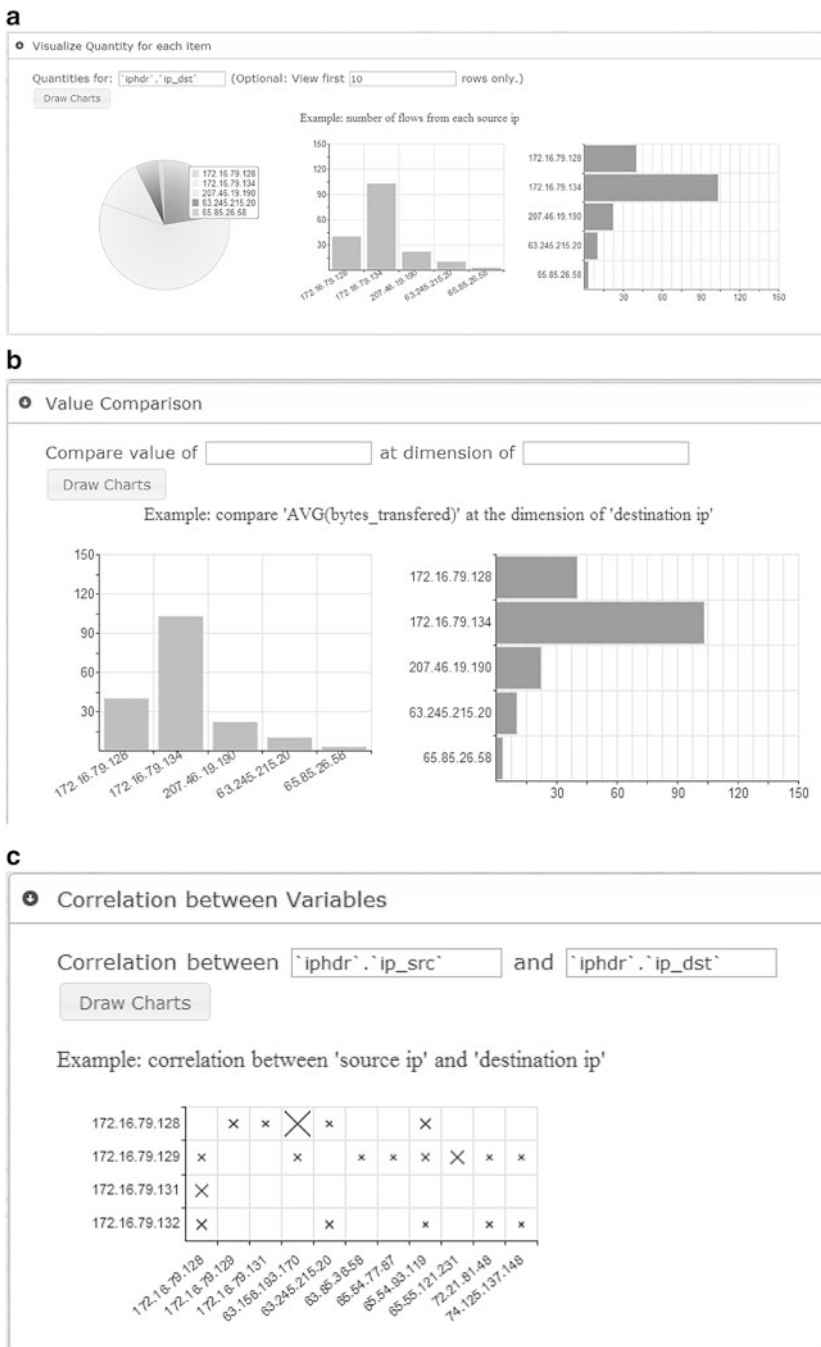 a
Visualize Quantity for each item
Quantities for: `iphdr`.`ip_dst` (Optional: View first 10 rows only.)
Draw Charts
Example: number of flows from each source ip
172.16.79.128
172.16.79.134
207.46.19.190
63.245.215.20
65.85.26.58
150
120
90
60
30
172.16.79.128
172.16.79.134
207.46.19.190
63.245.215.20
65.85.26.58
172.16.79.128
172.16.79.134
207.46.19.190
63.245.215.20
65.85.26.58
30 60 90 120 150
b
Value Comparison
Compare value of at dimension of
Draw Charts
Example: compare 'AVG(bytes_transfered)' at the dimension of 'destination ip'
150
120
90
60
30
172.16.79.128
172.16.79.134
207.46.19.190
63.245.215.20
65.85.26.58
172.16.79.128
172.16.79.134
207.46.19.190
63.245.215.20
65.85.26.58
30 60 90 120 150
c
Correlation between Variables
Correlation between `iphdr`.`ip_src` and `iphdr`.`ip_dst`
Draw Charts
Example: correlation between 'source ip' and 'destination ip'
172.16.79.128
172.16.79.129
172.16.79.131
172.16.79.132
172.16.79.128
172.16.79.129
172.16.79.131
63.156.193.170
63.245.215.20
63.85.36.58
65.54.77.87
65.54.93.119
65.55.121.231
72.21.81.48
74.125.137.148